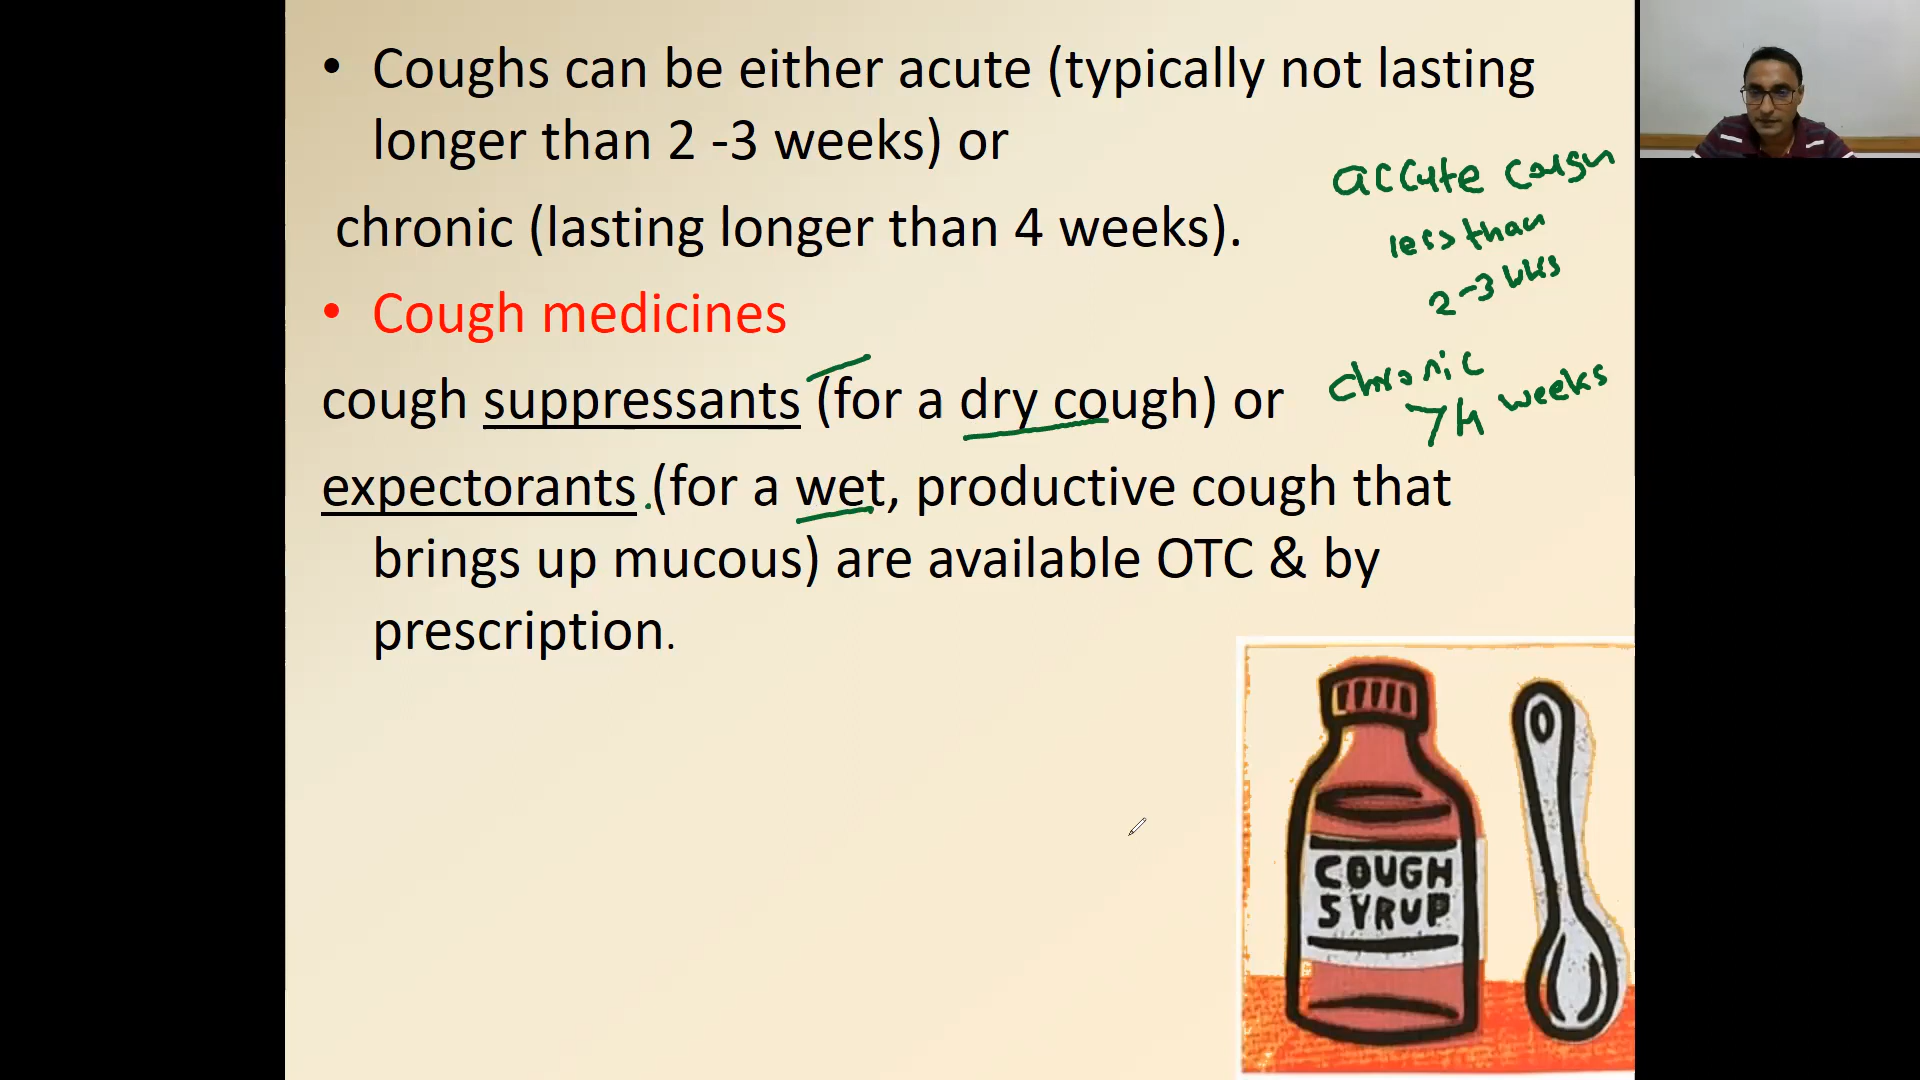 • Coughs can be either acute (typically not lasting
longer than 2 -3 weeks) or
chronic (lasting longer than 4 weeks).
• Cough medicines
cough suppressants (for a dry cough) or
expectorants (for a wet, productive cough that
brings up mucous) are available OTC & by
prescription.
accute cough
less than
2-3 wks
chronic
>4 weeks
COUGH
SYRUP